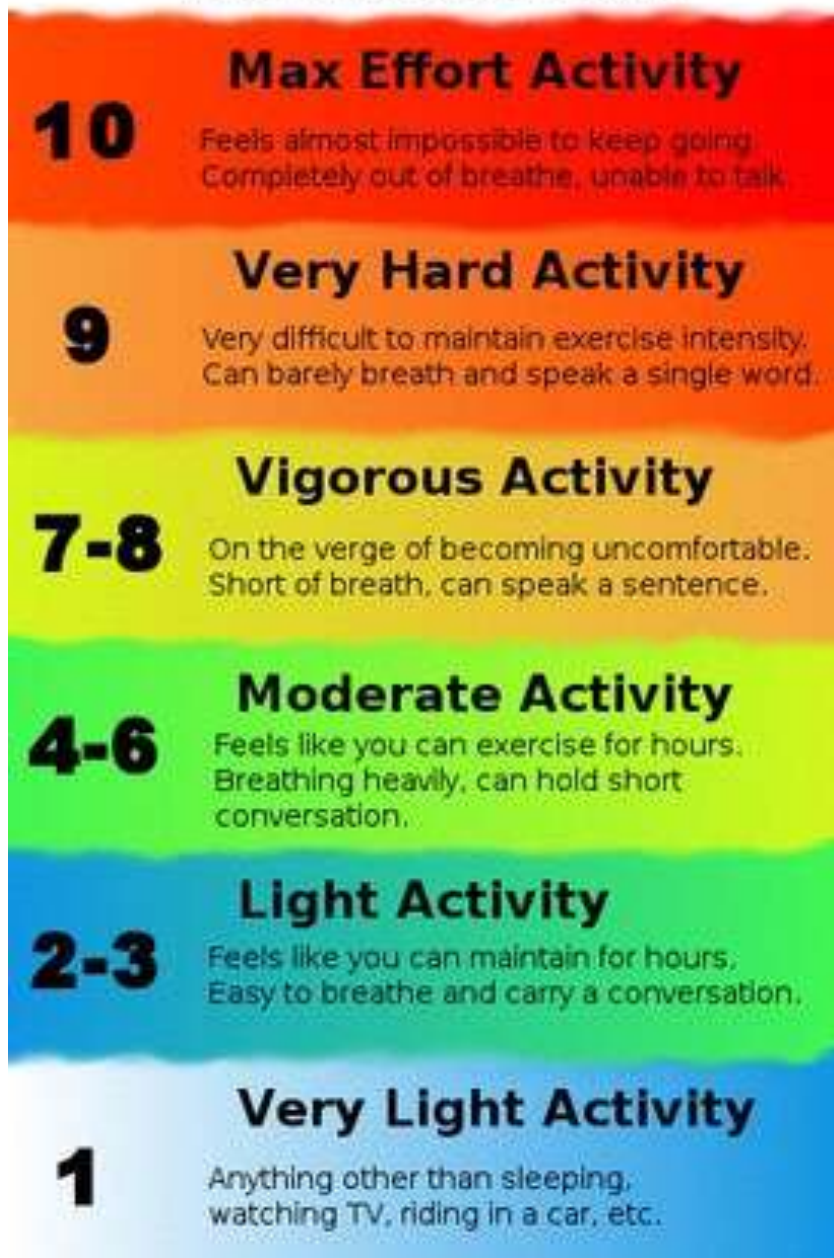 Max Effort Activity
10
Feels almost impossible to keep going.
Completely out of breathe, unable to talk
Very Hard Activity
9
Very difficult to maintain exercise intensity.
Can barely breath and speak a single word.
Vigorous Activity
7-8
On the verge of becoming uncomfortable.
Short of breath, can speak a sentence.
Moderate Activity
4-6
Feels like you can exercise for hours.
Breathing heavily, can hold short
conversation.
Light Activity
2-3
Feels like you can maintain for hours.
Easy to breathe and carry a conversation.
Very Light Activity
1
Anything other than sleeping,
watching TV, riding in a car, etc.